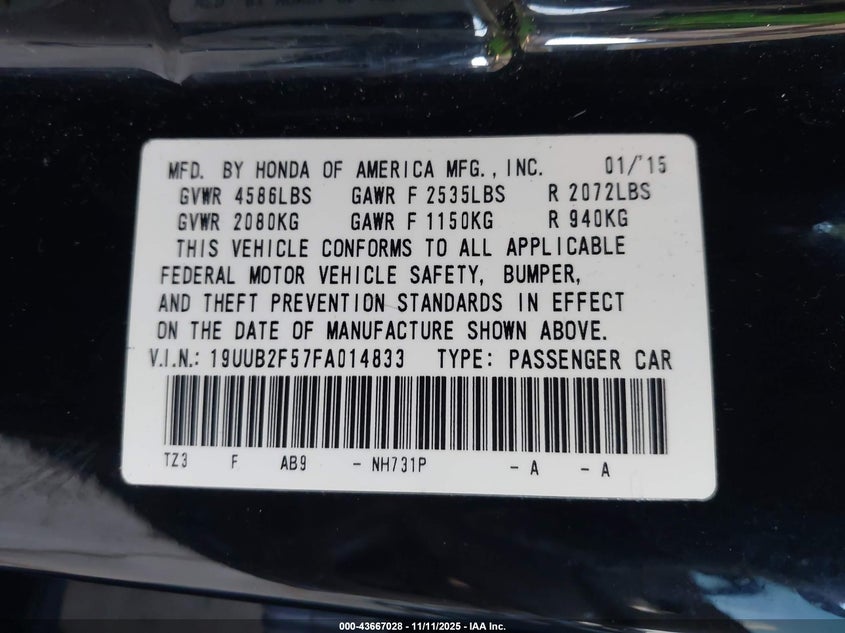 MFD. BY HONDA OF AMERICA MFG., INC. 01/'15
GVWR 4586LBS GAWR F 2535LBS R 2072LBS
GVWR 2080KG GAWR F 1150KG R 940KG
THIS VEHICLE CONFORMS TO ALL APPLICABLE
FEDERAL MOTOR VEHICLE SAFETY, BUMPER,
AND THEFT PREVENTION STANDARDS IN EFFECT
ON THE DATE OF MANUFACTURE SHOWN ABOVE.
V.I.N.: 19UUB2F57FA014833 TYPE: PASSENGER CAR
TZ3 F AB9 - NH731P - A - A
000-43667028 - 11/11/2025 - IAA Inc.